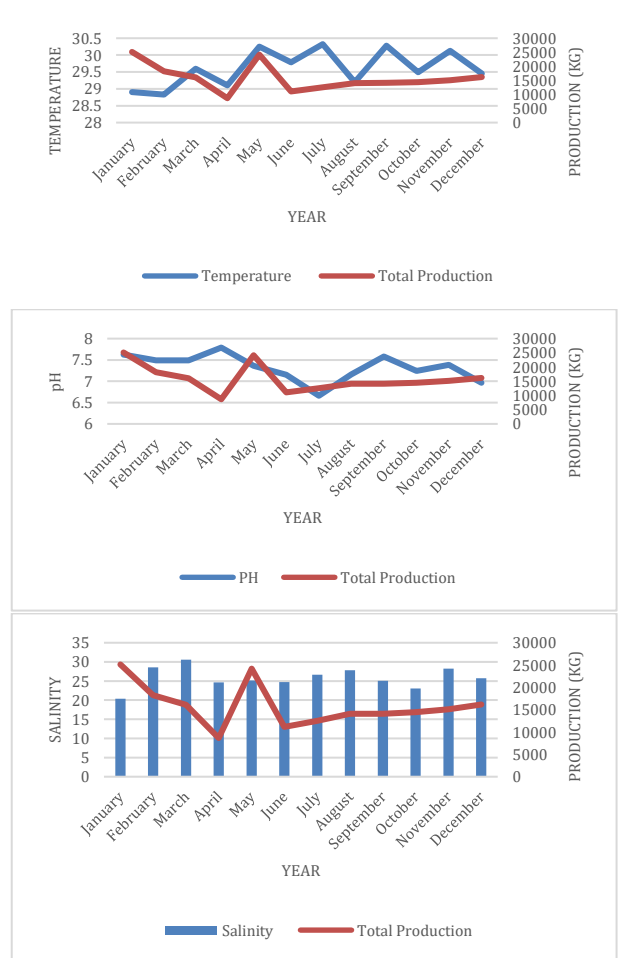 TEMPERATURE
30.5
30
29.5
29
28.5
28
30000
25000
20000
15000
10000
5000
0
PRODUCTION (KG)
January
February
March
April
May
June
July
August
September
October
November
December
YEAR
Temperature Total Production
pH
8
7.5
7
6.5
6
30000
25000
20000
15000
10000
5000
0
PRODUCTION (KG)
January
February
March
April
May
June
July
August
September
October
November
December
YEAR
PH Total Production
SALINITY
35
30
25
20
15
10
5
0
30000
25000
20000
15000
10000
5000
0
PRODUCTION (KG)
January
February
March
April
May
June
July
August
September
October
November
December
YEAR
Salinity Total Production